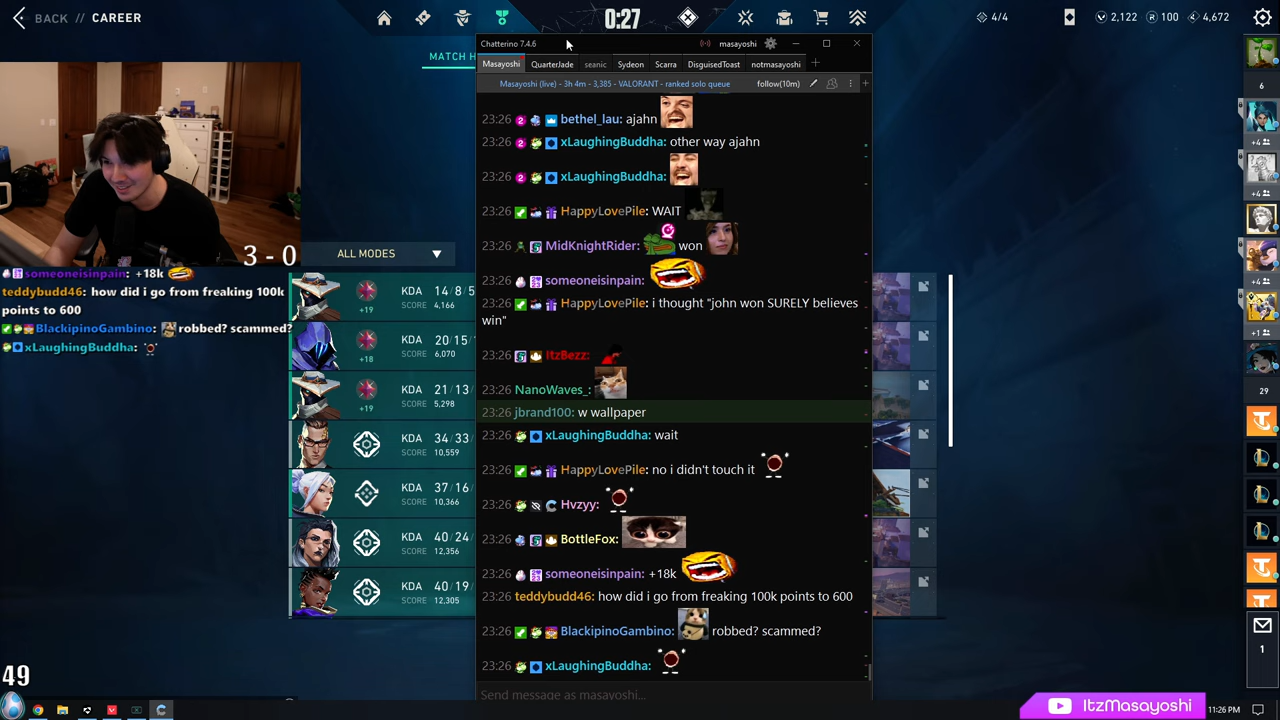 BACK // CAREER
0:27
4/4
2,122
100
4,672
MATCH H
Chatterino 7.4.6
masayoshi
Masayoshi
QuarterJade
seanic
Sydeon
Scarra
DisguisedToast
notmasayoshi
Masayoshi (live) - 3h 4m - 3,385 - VALORANT - ranked solo queue
follow(10m)
23:26 bethel_lau: ajahn
23:26 xLaughingBuddha: other way ajahn
23:26 xLaughingBuddha:
23:26 HappyLovePile: WAIT
23:26 MidKnightRider: won
23:26 someoneisinpain:
23:26 HappyLovePile: i thought "john won SURELY believes
win"
23:26 ItzBezz:
23:26 NanoWaves_:
23:26 jbrand100: w wallpaper
23:26 xLaughingBuddha: wait
23:26 HappyLovePile: no i didn't touch it
23:26 Hvzyy:
23:26 BottleFox:
23:26 someoneisinpain: +18k
23:26 teddybudd46: how did i go from freaking 100k points to 600
23:26 BlackipinoGambino: robbed? scammed?
23:26 xLaughingBuddha:
Send message as masayoshi...
3 - 0
ALL MODES
someoneisinpain: +18k
teddybudd46: how did i go from freaking 100k
points to 600
BlackipinoGambino: robbed? scammed?
xLaughingBuddha:
+19
KDA 14/8/5
SCORE 4,166
+18
KDA 20/15/
SCORE 6,070
+19
KDA 21/13/
SCORE 5,298
KDA 34/33/
SCORE 10,559
KDA 37/16/
SCORE 10,366
KDA 40/24/
SCORE 12,356
KDA 40/19/
SCORE 12,305
6
+4
+4
+4
+1
29
1
49
ItzMasayoshi
11:26 PM